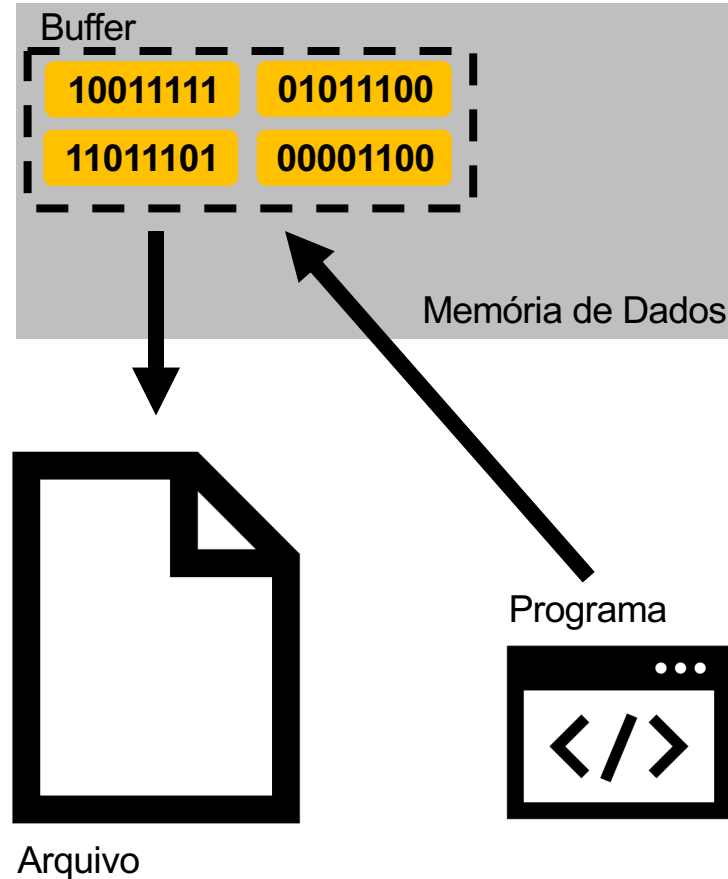 Buffer
10011111 01011100
11011101 00001100
Memória de Dados
Programa
</>
Arquivo